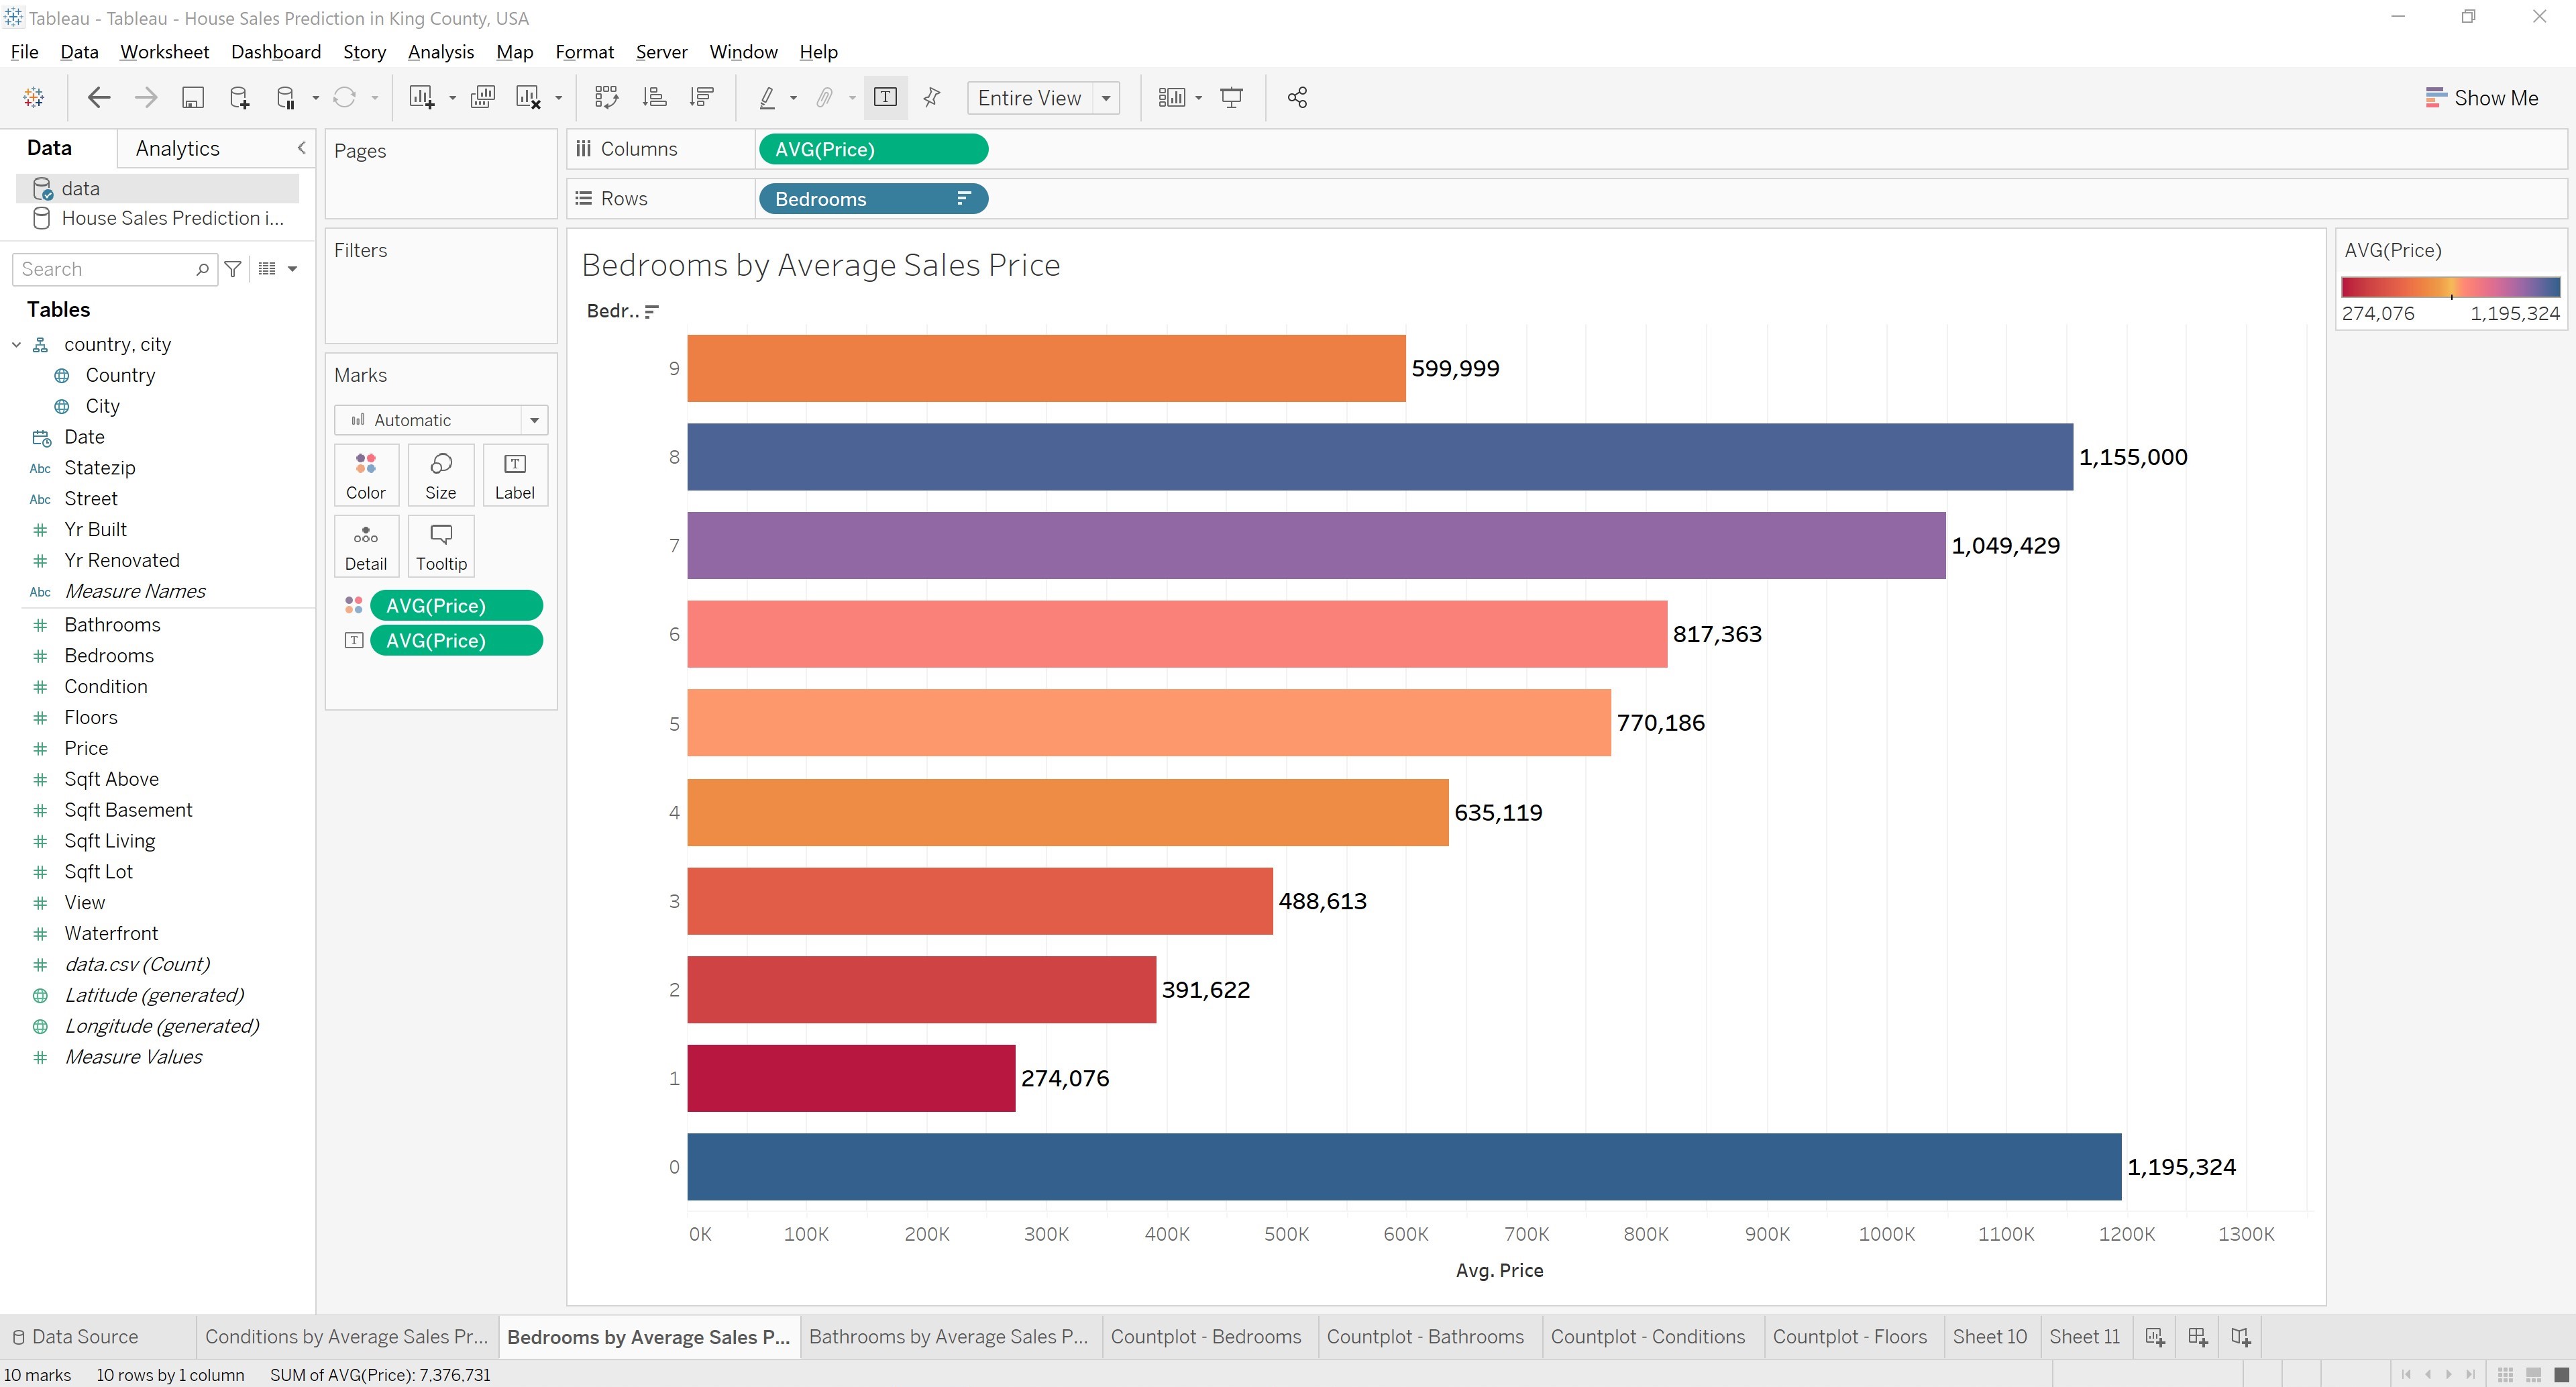 Tableau - Tableau - House Sales Prediction in King County, USA
File Data Worksheet Dashboard Story Analysis Map Format Server Window Help
Entire View
Show Me
Data Analytics
data
House Sales Prediction i...
Search
Tables
country, city
Country
City
Date
Abc Statezip
Abc Street
Yr Built
Yr Renovated
Abc Measure Names
Bathrooms
Bedrooms
Condition
Floors
Price
Sqft Above
Sqft Basement
Sqft Living
Sqft Lot
View
Waterfront
data.csv (Count)
Latitude (generated)
Longitude (generated)
Measure Values
Pages
Filters
Marks
Automatic
Color Size Label
Detail Tooltip
AVG(Price)
AVG(Price)
Columns AVG(Price)
Rows Bedrooms
Bedrooms by Average Sales Price
Bedr..
9 599,999
8 1,155,000
7 1,049,429
6 817,363
5 770,186
4 635,119
3 488,613
2 391,622
1 274,076
0 1,195,324
0K 100K 200K 300K 400K 500K 600K 700K 800K 900K 1000K 1100K 1200K 1300K
Avg. Price
AVG(Price)
274,076 1,195,324
Data Source Conditions by Average Sales Pr... Bedrooms by Average Sales P... Bathrooms by Average Sales P... Countplot - Bedrooms Countplot - Bathrooms Countplot - Conditions Countplot - Floors Sheet 10 Sheet 11
10 marks 10 rows by 1 column SUM of AVG(Price): 7,376,731